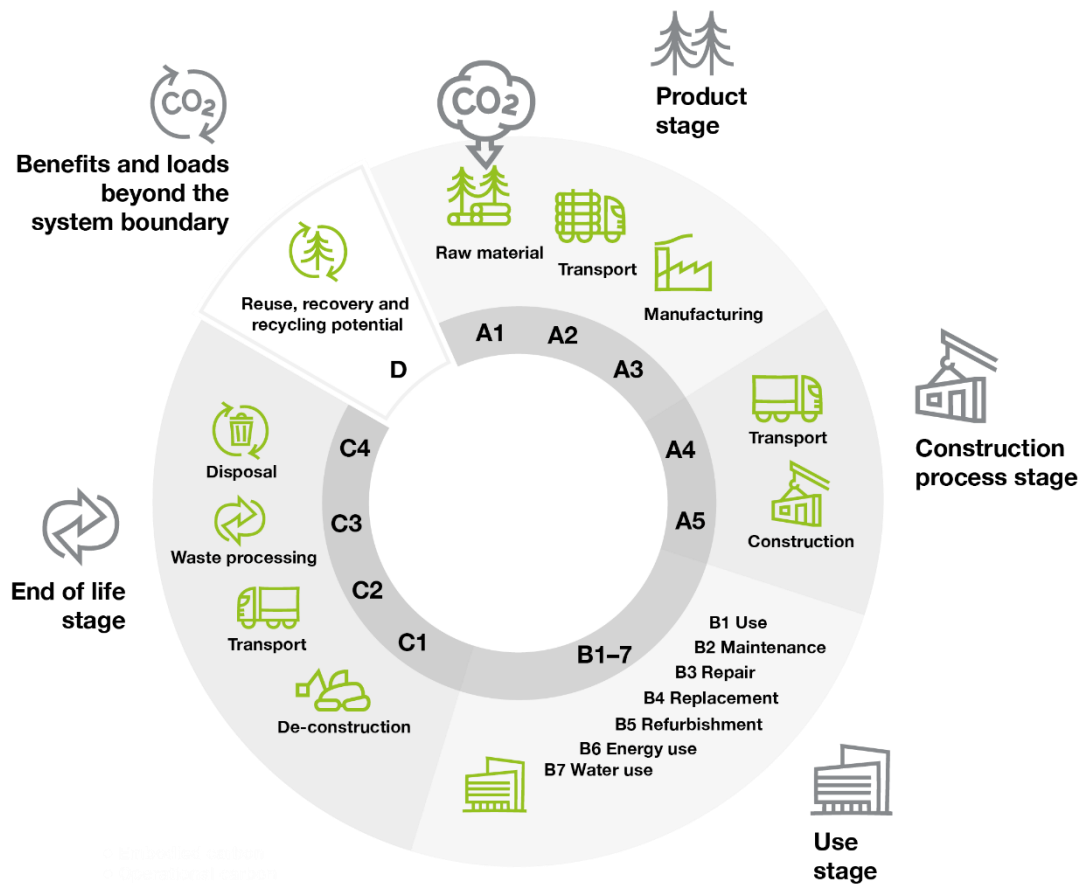 CO2
Benefits and loads
beyond the
system boundary
CO2
Product
stage
Raw material
Transport
Manufacturing
Reuse, recovery and
recycling potential
A1
A2
A3
D
Transport
Construction
process stage
A4
A5
Construction
Disposal
C4
Waste processing
C3
End of life
stage
Transport
C2
C1
De-construction
B1–7
B1 Use
B2 Maintenance
B3 Repair
B4 Replacement
B5 Refurbishment
B6 Energy use
B7 Water use
Use
stage